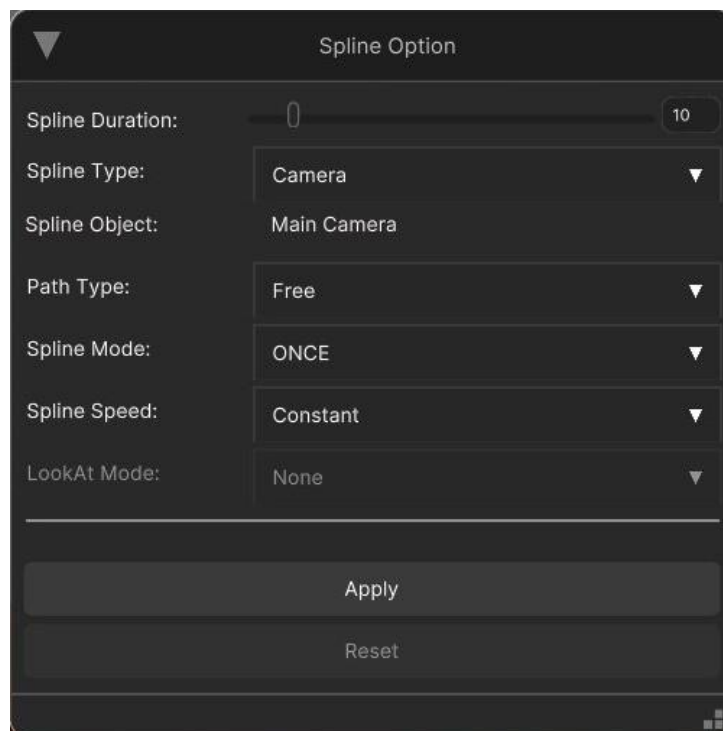 Spline Option
Spline Duration: 10
Spline Type: Camera
Spline Object: Main Camera
Path Type: Free
Spline Mode: ONCE
Spline Speed: Constant
LookAt Mode: None
Apply
Reset